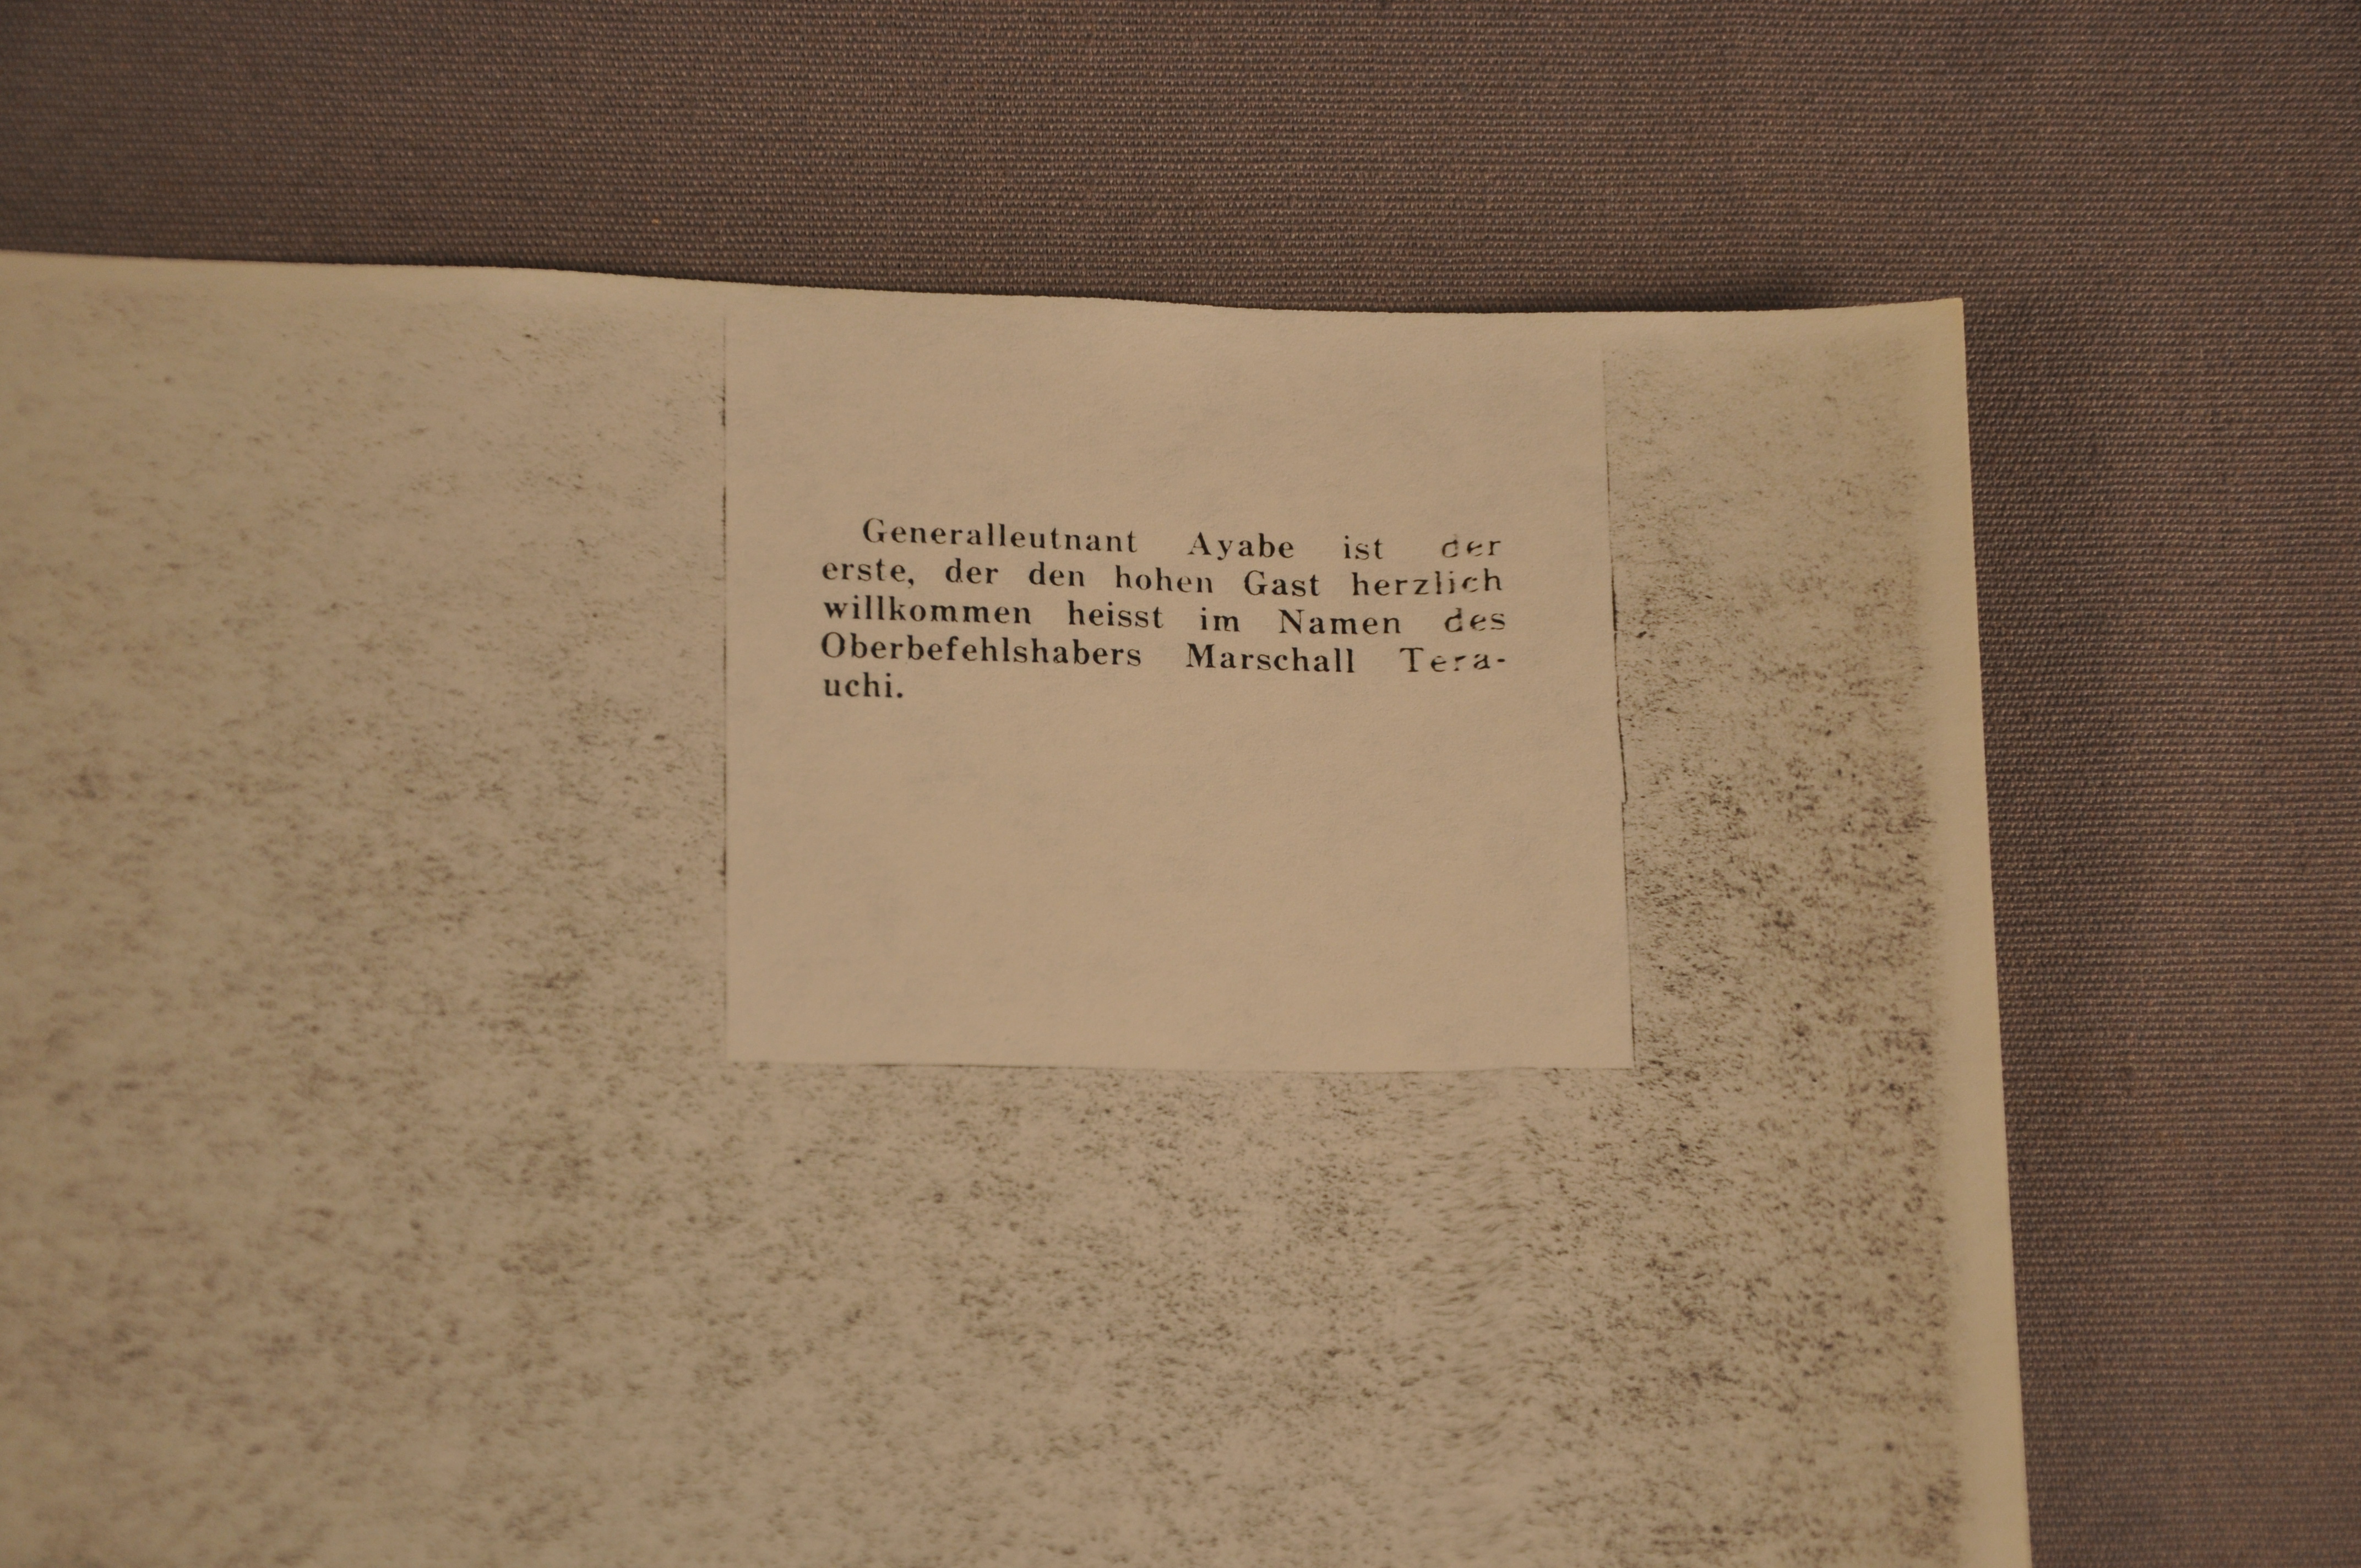 Generalleutnant Ayabe ist der
erste, der den hohen Gast herzlich
willkommen heisst im Namen des
Oberbefehlshabers Marschall Tera-
uchi.